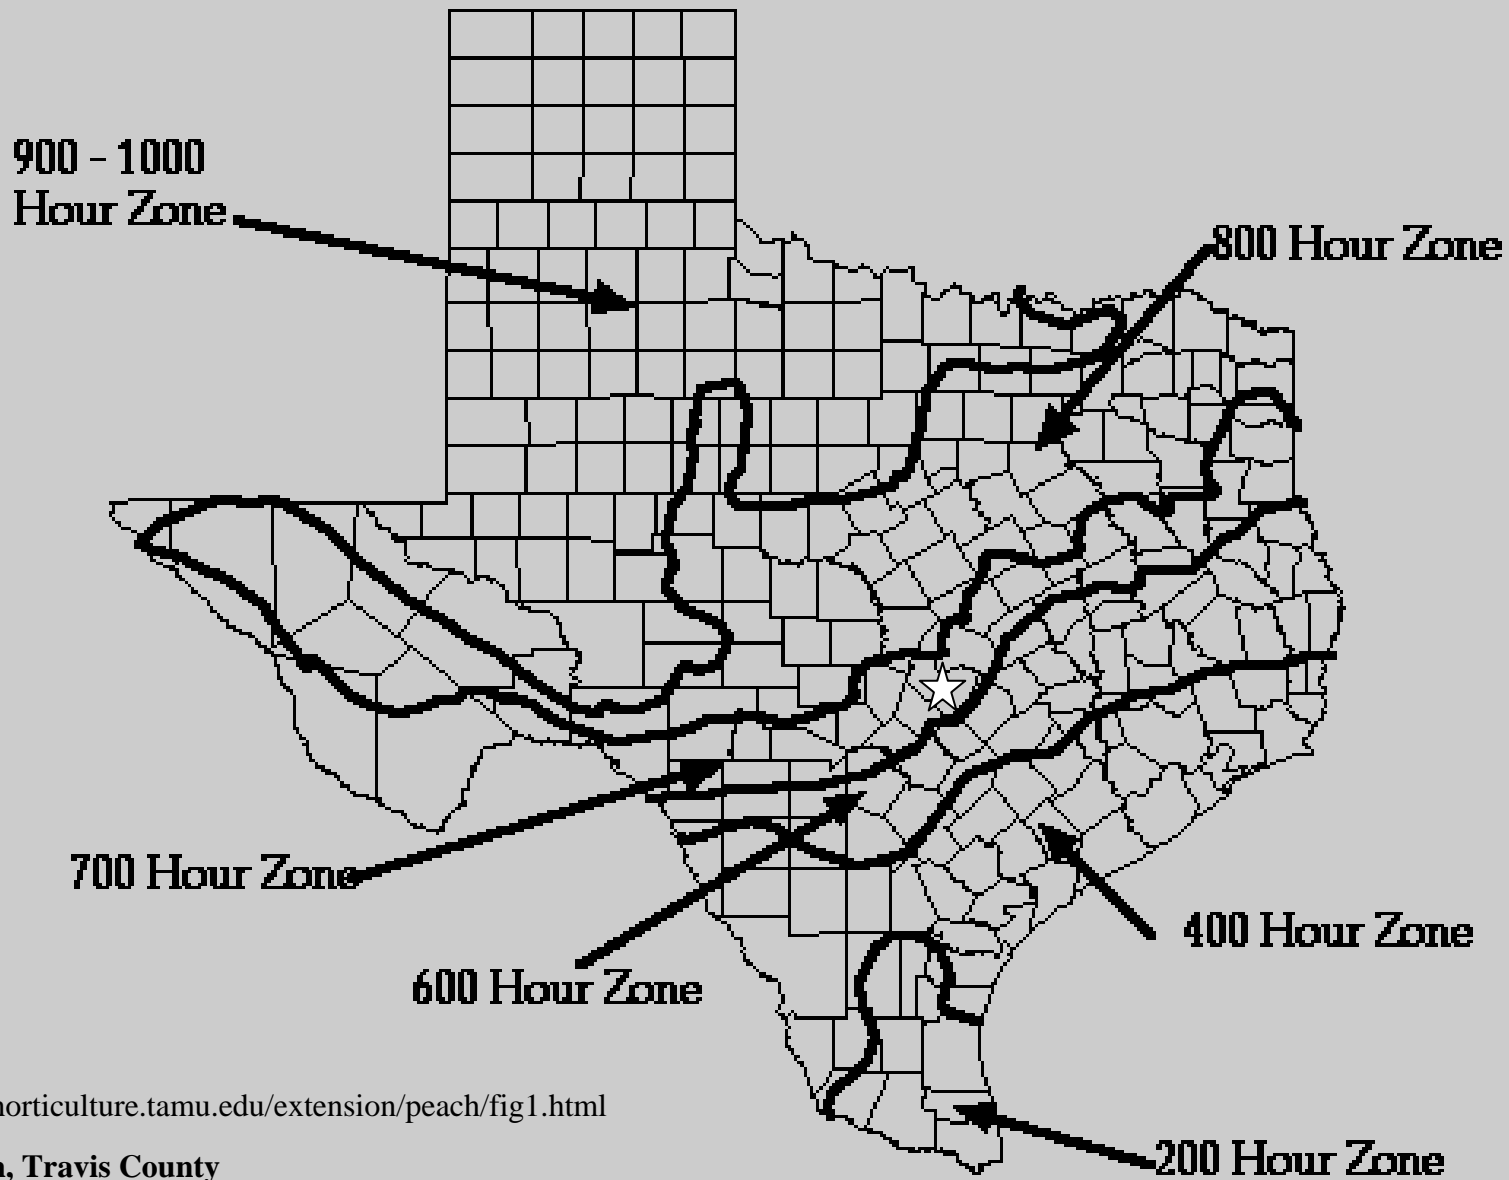 900 - 1000
Hour Zone
800 Hour Zone
700 Hour Zone
600 Hour Zone
400 Hour Zone
200 Hour Zone
horticulture.tamu.edu/extension/peach/fig1.html
Travis County